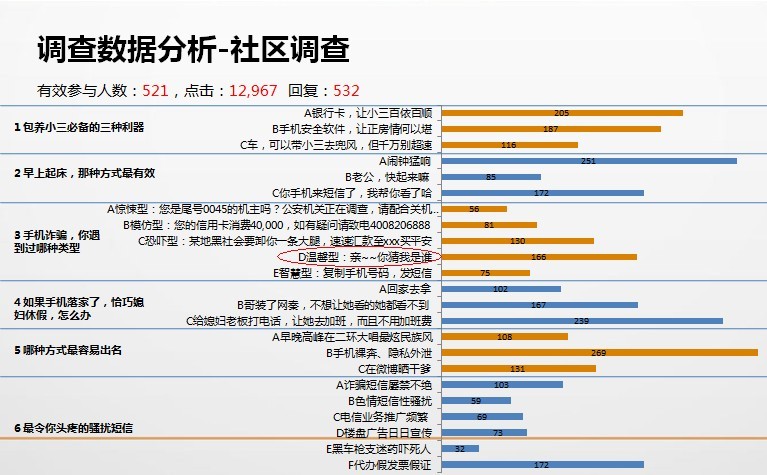 调查数据分析-社区调查
有效参与人数：521，点击：12,967 回复：532
1 包养小三必备的三种利器
A银行卡，让小三百依百顺 205
B手机安全软件，让正房情何以堪 187
C车，可以带小三去兜风，但千万别超速 116
2 早上起床，那种方式最有效
A闹钟猛响 251
B老公，快起来嘛 85
C你手机来短信了，我帮你看了哈 172
3 手机诈骗，你遇
到过哪种类型
A惊悚型：您是尾号0045的机主吗？公安机关正在调查，请配合关机.. 56
B模仿型：您的信用卡消费40,000，如有疑问请致电4008206888 81
C恐吓型：某地黑社会要卸你一条大腿，速速汇款至xxx买平安 130
D温馨型：亲~~你猜我是谁 166
E智慧型：复制手机号码，发短信 75
4 如果手机落家了，恰巧媳
妇休假，怎么办
A回家去拿 102
B哥装了网秦，不想让她看的她都看不到 167
C给媳妇老板打电话，让她去加班，而且不用加班费 239
5 哪种方式最容易出名
A早晚高峰在二环大唱最炫民族风 108
B手机裸奔、隐私外泄 269
C在微博晒干爹 131
6 最令你头疼的骚扰短信
A诈骗短信屡禁不绝 103
B色情短信性骚扰 59
C电信业务推广频繁 69
D楼盘广告日日宣传 73
E黑车枪支迷药吓死人 32
F代办假发票假证 172